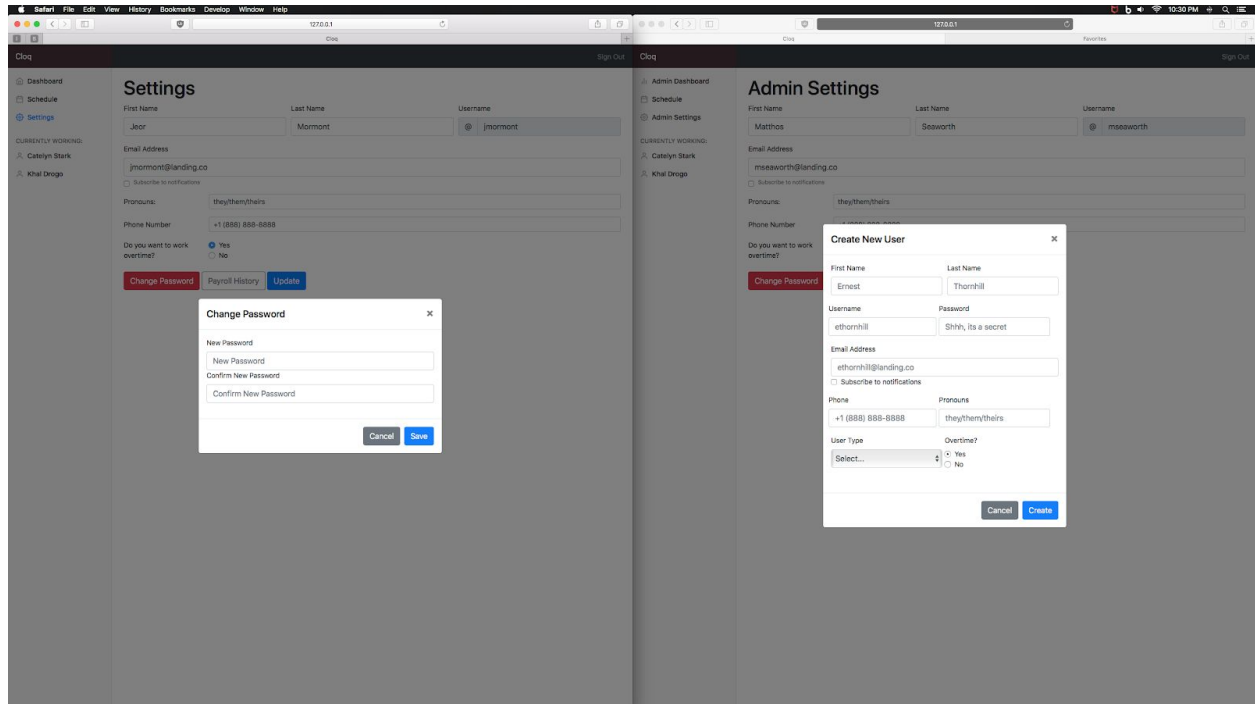 Safari File Edit View History Bookmarks Develop Window Help 10:30 PM
127.0.0.1
Cloq
Cloq Sign Out
Dashboard
Schedule
Settings
CURRENTLY WORKING:
Catelyn Stark
Khal Drogo
Settings
First Name Last Name Username
Jeor Mormont @ jmormont
Email Address
jmormont@landing.co
Subscribe to notifications
Pronouns: they/them/theirs
Phone Number +1 (888) 888-8888
Do you want to work Yes
overtime? No
Change Password Payroll History Update
Change Password ×
New Password
New Password
Confirm New Password
Confirm New Password
Cancel Save
127.0.0.1
Cloq Favorites
Cloq Sign Out
Admin Dashboard
Schedule
Admin Settings
CURRENTLY WORKING:
Catelyn Stark
Khal Drogo
Admin Settings
First Name Last Name Username
Matthos Seaworth @ mseaworth
Email Address
mseaworth@landing.co
Subscribe to notifications
Pronouns: they/them/theirs
Phone Number
Do you want to work
overtime?
Change Password
Create New User ×
First Name Last Name
Ernest Thornhill
Username Password
ethornhill Shhh, its a secret
Email Address
ethornhill@landing.co
Subscribe to notifications
Phone Pronouns
+1 (888) 888-8888 they/them/theirs
User Type Overtime?
Select... Yes
No
Cancel Create